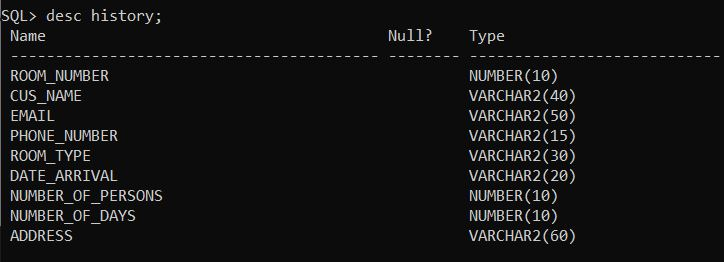 SQL> desc history;
Name Null? Type
----------------------------------------- -------- ----------------------------
ROOM_NUMBER NUMBER(10)
CUS_NAME VARCHAR2(40)
EMAIL VARCHAR2(50)
PHONE_NUMBER VARCHAR2(15)
ROOM_TYPE VARCHAR2(30)
DATE_ARRIVAL VARCHAR2(20)
NUMBER_OF_PERSONS NUMBER(10)
NUMBER_OF_DAYS NUMBER(10)
ADDRESS VARCHAR2(60)